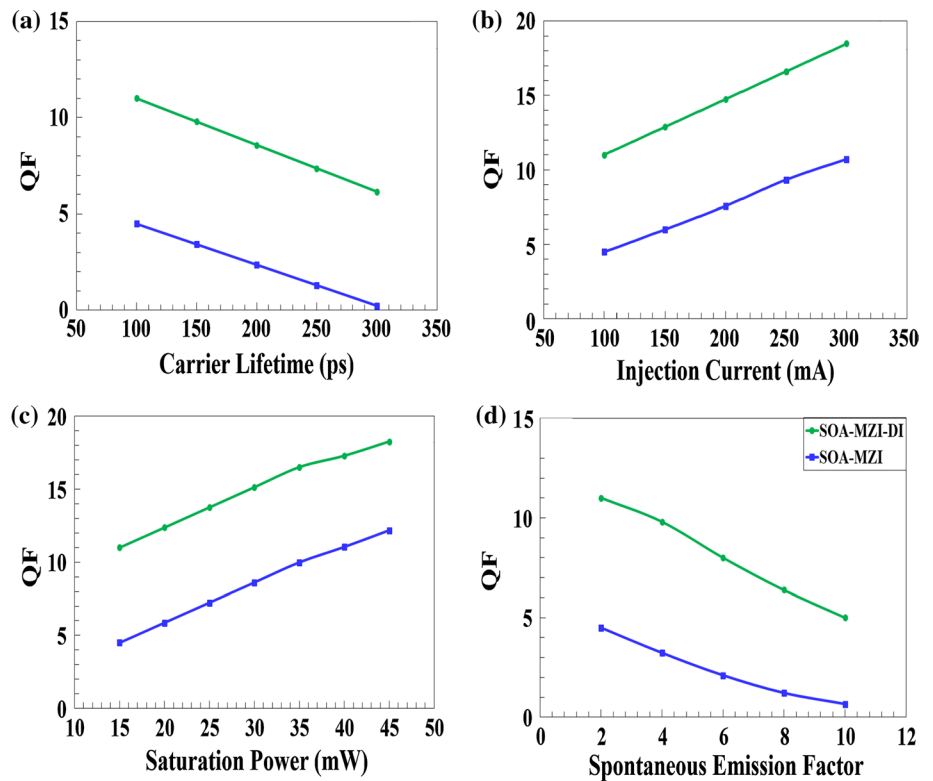 (a)
15
10
5
0
QF
50 100 150 200 250 300 350
Carrier Lifetime (ps)
(b)
20
15
10
5
0
QF
50 100 150 200 250 300 350
Injection Current (mA)
(c)
20
15
10
5
0
QF
10 15 20 25 30 35 40 45 50
Saturation Power (mW)
(d)
15
10
5
0
QF
SOA-MZI-DI
SOA-MZI
0 2 4 6 8 10 12
Spontaneous Emission Factor